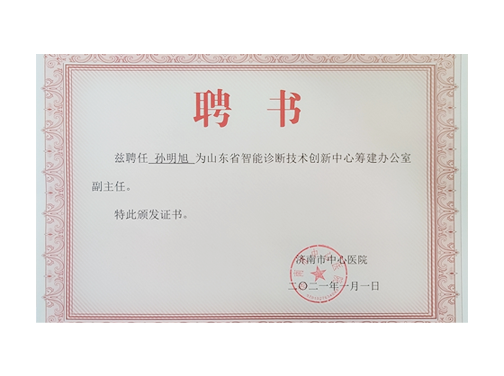 聘 书
兹聘任 孙明旭 为山东省智能诊断技术创新中心筹建办公室
副主任。
特此颁发证书。
济南市中心医院
二〇二一年一月一日